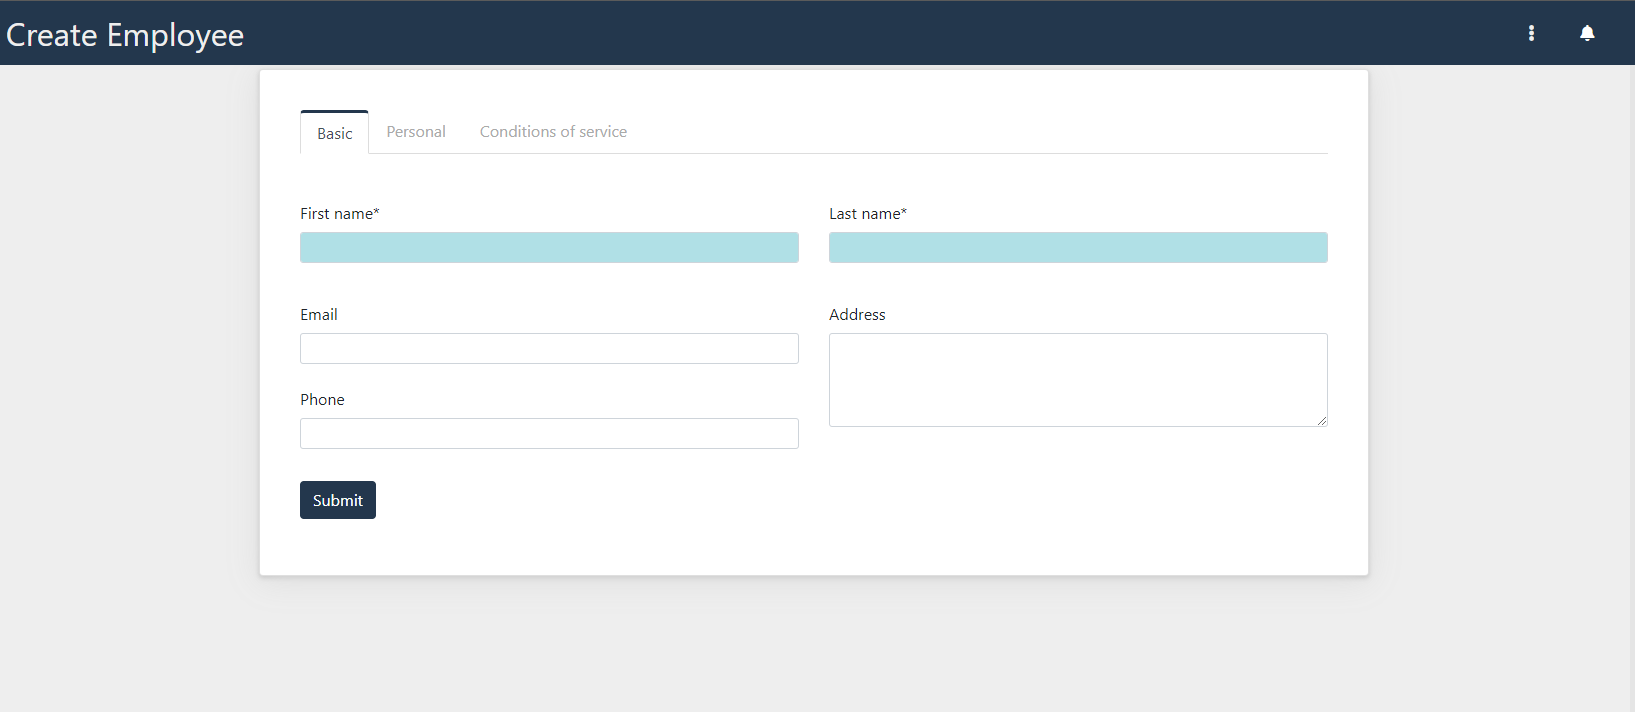 Create Employee
Basic Personal Conditions of service
First name* Last name*
Email Address
Phone
Submit